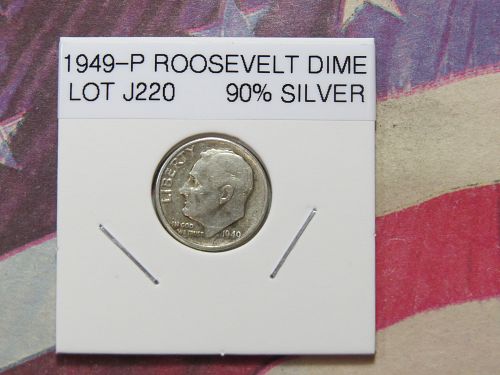 1949-P ROOSEVELT DIME
LOT J220 90% SILVER
LIBERTY
IN GOD
WE TRUST
1949